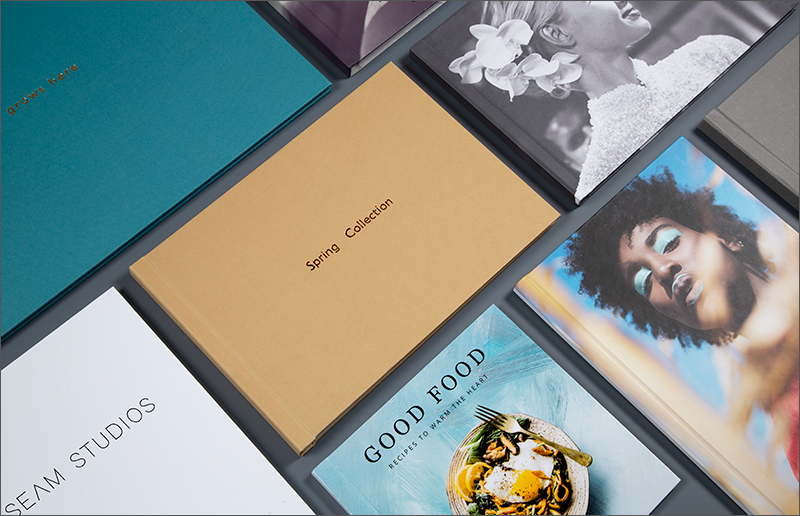 grows here
Spring Collection
GOOD FOOD
RECIPES TO WARM THE HEART
SEAM STUDIOS